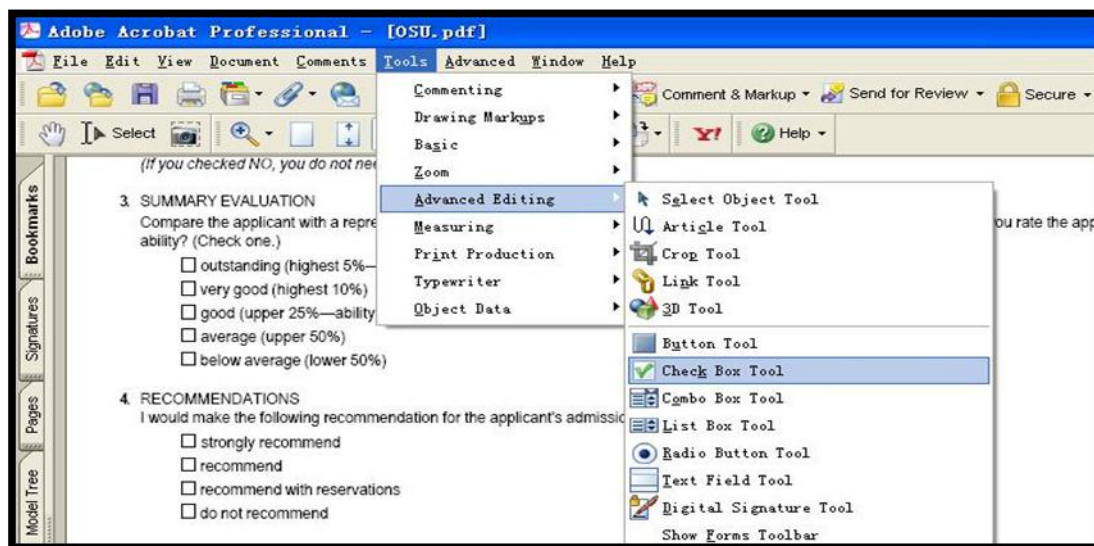 Adobe Acrobat Professional - [OSU.pdf]
File Edit View Document Comments Tools Advanced Window Help
Comment & Markup Send for Review Secure
Select Y! Help
Commenting
Drawing Markups
Basic
Zoom
Advanced Editing
Measuring
Print Production
Typewriter
Object Data
Select Object Tool
Article Tool
Crop Tool
Link Tool
3D Tool
Button Tool
Check Box Tool
Combo Box Tool
List Box Tool
Radio Button Tool
Text Field Tool
Digital Signature Tool
Show Forms Toolbar
Bookmarks
Signatures
Pages
Model Tree
(If you checked NO, you do not nee
3. SUMMARY EVALUATION
Compare the applicant with a repre ou rate the app
ability? (Check one.)
outstanding (highest 5%—
very good (highest 10%)
good (upper 25%—ability
average (upper 50%)
below average (lower 50%)
4. RECOMMENDATIONS
I would make the following recommendation for the applicant's admissio
strongly recommend
recommend
recommend with reservations
do not recommend